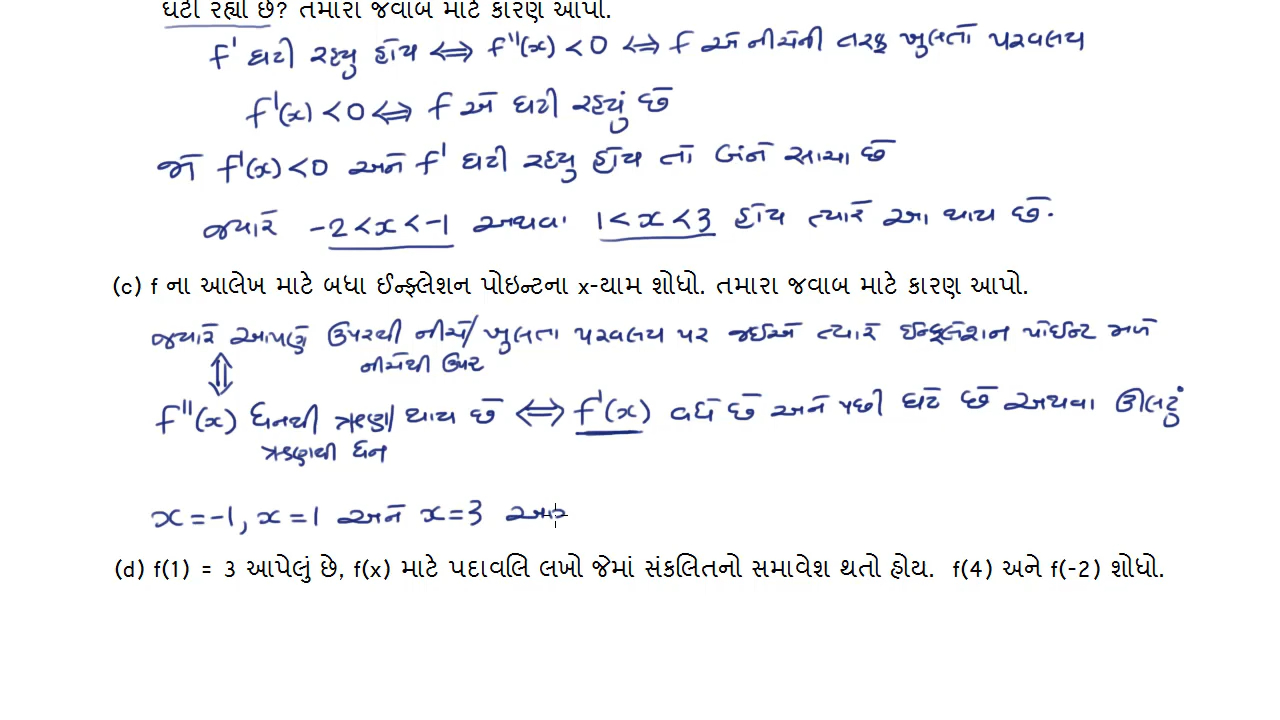 ઘટી રહ્યા છે? તમારા જવાબ માટે કારણ આપો.
f' ઘટી રહ્યુ હોય ⇔ f''(x) < 0 ⇔ f એ નીચેની તરફ ખુલતો પરવલય
f'(x) < 0 ⇔ f એ ઘટી રહ્યું છે
જો f'(x) < 0 અને f' ઘટી રહ્યુ હોય તો બંને સાચા છે
જ્યારે -2 < x < -1 અથવા 1 < x < 3 હોય ત્યારે આ થાય છે.
(c) f ના આલેખ માટે બધા ઈન્ફ્લેશન પોઇન્ટના x-યામ શોધો. તમારા જવાબ માટે કારણ આપો.
જ્યારે આપણે ઉપરથી નીચે/ ખુલતા પરવલય પર જઈએ ત્યારે ઈન્ફ્લેશન પોઈન્ટ મળે
નીચેથી ઉપર
⇕
f''(x) ધનથી ઋણ/ થાય છે ⇔ f'(x) વધે છે અને પછી ઘટે છે અથવા ઊલટું
ઋણથી ધન
x = -1, x = 1 અને x = 3 આ
(d) f(1) = 3 આપેલું છે, f(x) માટે પદાવલિ લખો જેમાં સંકલિતનો સમાવેશ થતો હોય. f(4) અને f(-2) શોધો.